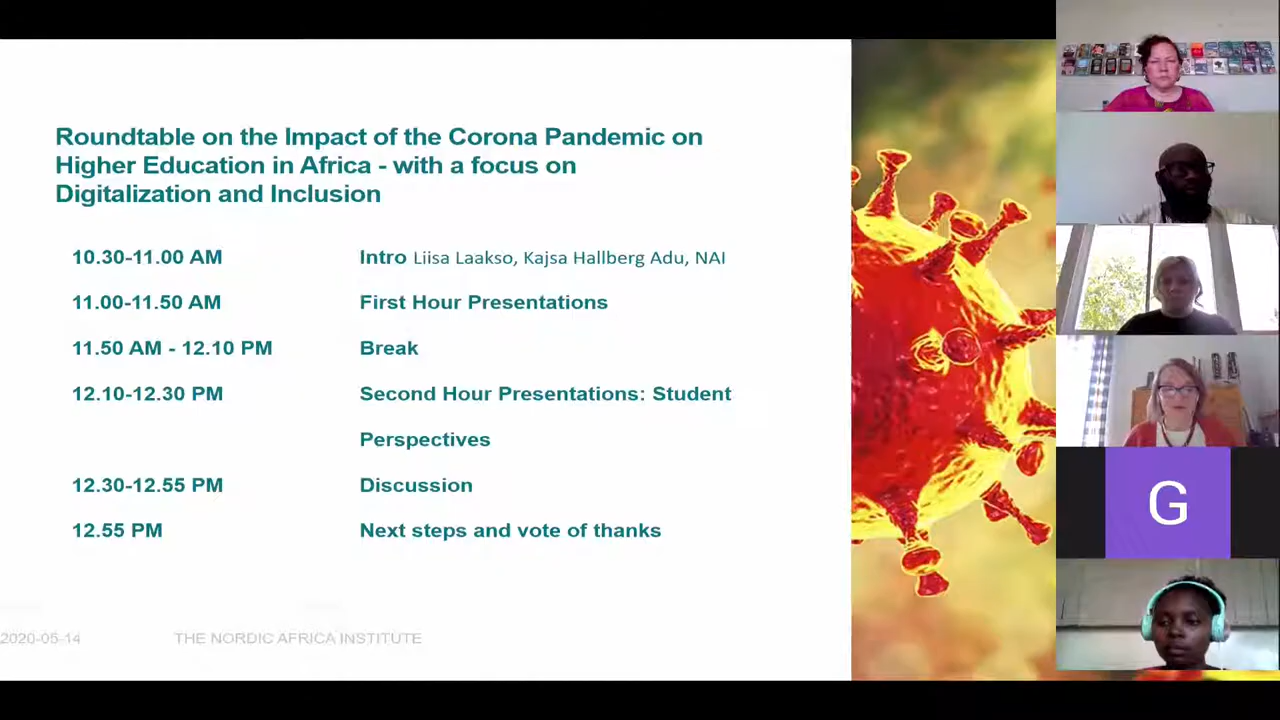 Roundtable on the Impact of the Corona Pandemic on
Higher Education in Africa - with a focus on
Digitalization and Inclusion
10.30-11.00 AM Intro Liisa Laakso, Kajsa Hallberg Adu, NAI
11.00-11.50 AM First Hour Presentations
11.50 AM - 12.10 PM Break
12.10-12.30 PM Second Hour Presentations: Student
Perspectives
12.30-12.55 PM Discussion
12.55 PM Next steps and vote of thanks
2020-05-14 THE NORDIC AFRICA INSTITUTE
G